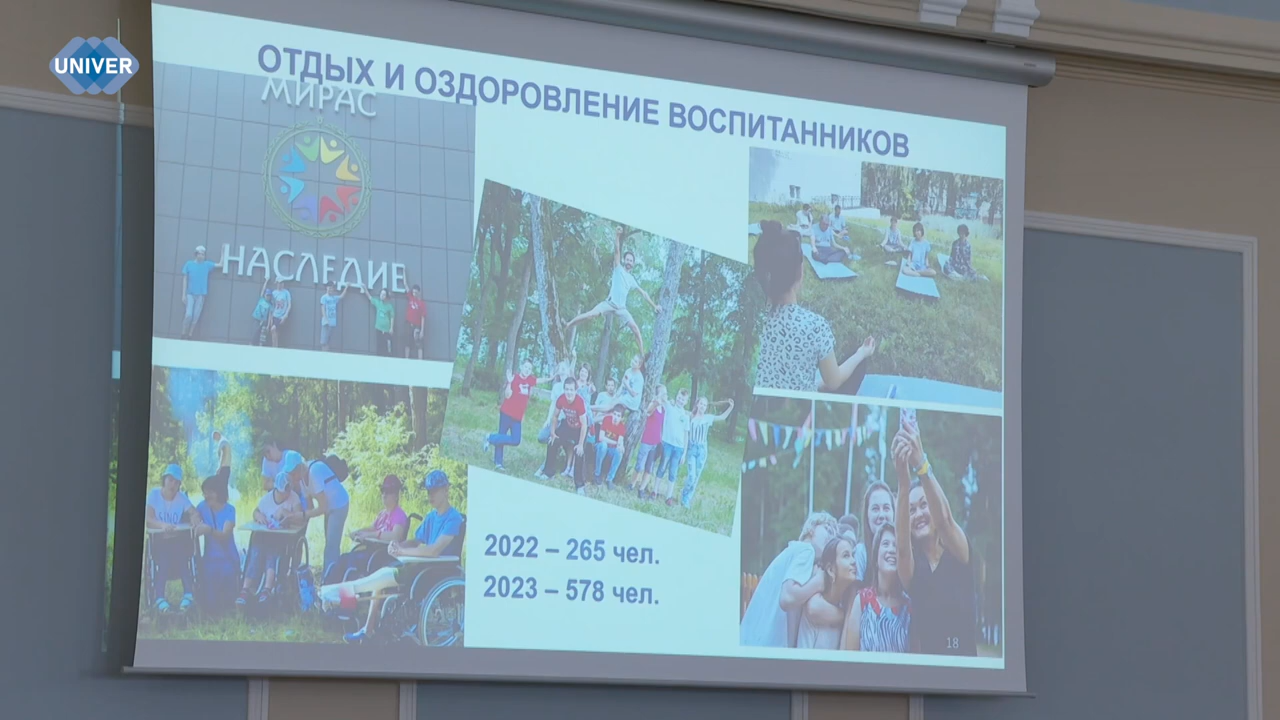 UNIVER
ОТДЫХ И ОЗДОРОВЛЕНИЕ ВОСПИТАННИКОВ
МИРАС
НАСЛЕДИЕ
2022 – 265 чел.
2023 – 578 чел.
18